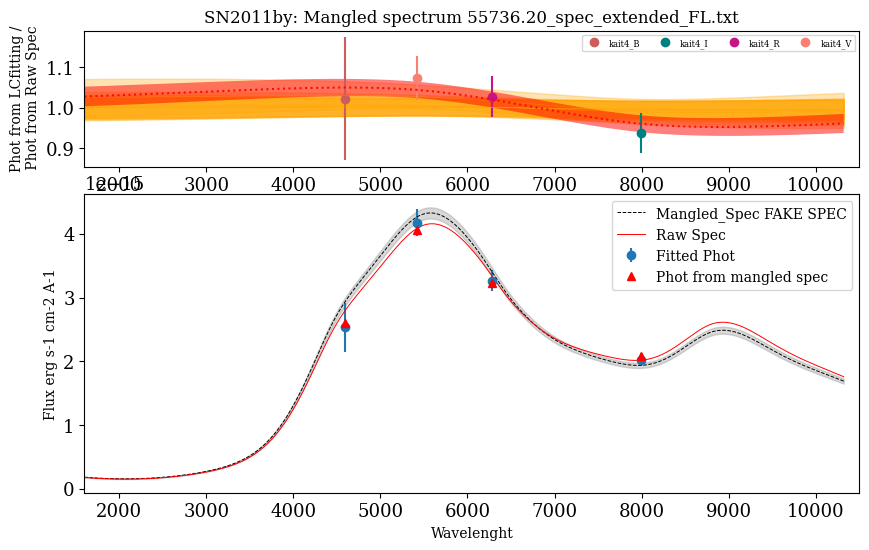 SN2011by: Mangled spectrum 55736.20_spec_extended_FL.txt
Phot from LCfitting /
Phot from Raw Spec
kait4_B kait4_I kait4_R kait4_V
1.1
1.0
0.9
2000 3000 4000 5000 6000 7000 8000 9000 10000
1e−15
Mangled_Spec FAKE SPEC
Raw Spec
Fitted Phot
Phot from mangled spec
Flux erg s-1 cm-2 A-1
4
3
2
1
0
2000 3000 4000 5000 6000 7000 8000 9000 10000
Wavelenght